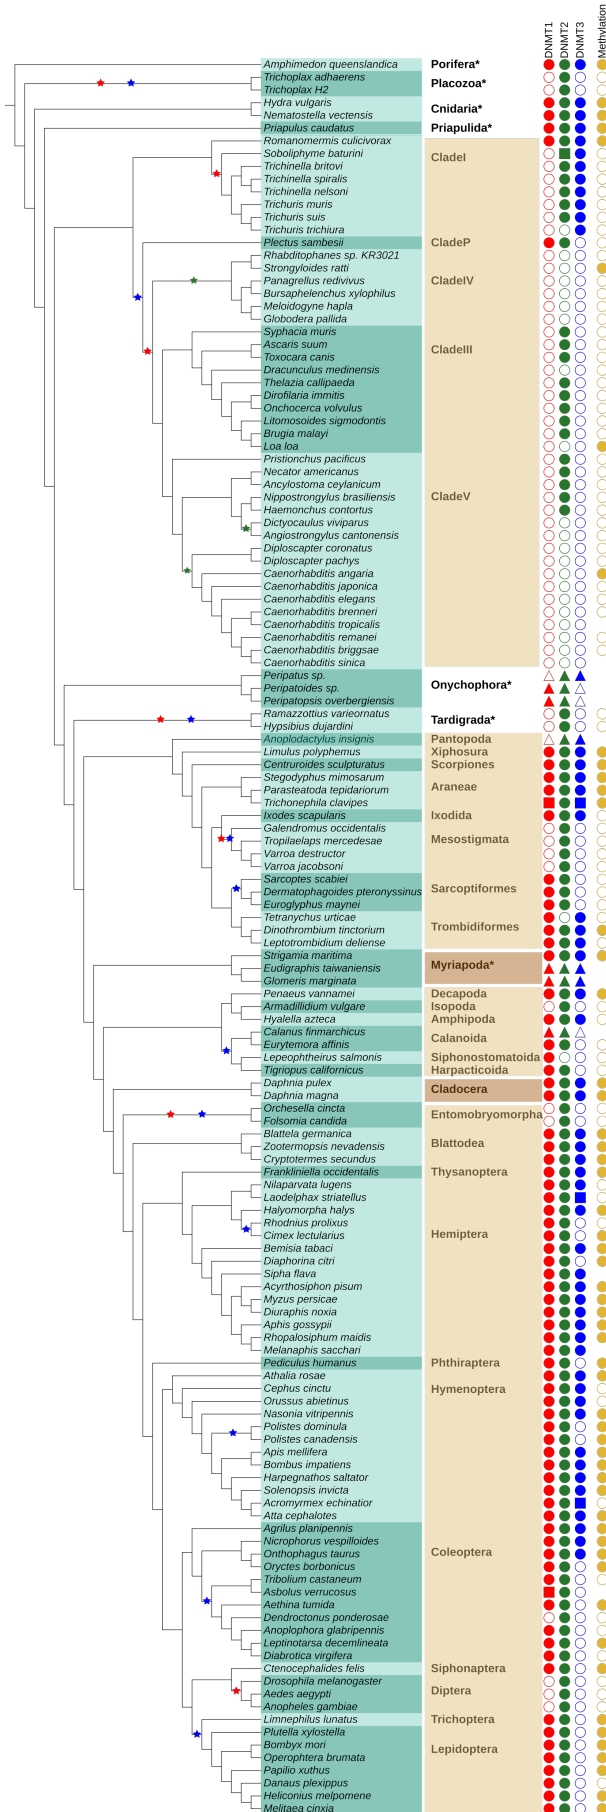 DNMT1 DNMT2 DNMT3 Methylation
Amphimedon queenslandica Porifera*
Trichoplax adhaerens Placozoa*
Trichoplax H2
Hydra vulgaris Cnidaria*
Nematostella vectensis
Priapulus caudatus Priapulida*
Romanomermis culicivorax
Soboliphyme baturini CladeI
Trichinella britovi
Trichinella spiralis
Trichinella nelsoni
Trichuris muris
Trichuris suis
Trichuris trichiura
Plectus sambesii CladeP
Rhabditophanes sp. KR3021
Strongyloides ratti
Panagrellus redivivus CladeIV
Bursaphelenchus xylophilus
Meloidogyne hapla
Globodera pallida
Syphacia muris
Ascaris suum CladeIII
Toxocara canis
Dracunculus medinensis
Thelazia callipaeda
Dirofilaria immitis
Onchocerca volvulus
Litomosoides sigmodontis
Brugia malayi
Loa loa
Pristionchus pacificus
Necator americanus
Ancylostoma ceylanicum
Nippostrongylus brasiliensis CladeV
Haemonchus contortus
Dictyocaulus viviparus
Angiostrongylus cantonensis
Diploscapter coronatus
Diploscapter pachys
Caenorhabditis angaria
Caenorhabditis japonica
Caenorhabditis elegans
Caenorhabditis brenneri
Caenorhabditis tropicalis
Caenorhabditis remanei
Caenorhabditis briggsae
Caenorhabditis sinica
Peripatus sp.
Peripatoides sp. Onychophora*
Peripatopsis overbergiensis
Ramazzottius varieornatus Tardigrada*
Hypsibius dujardini
Anoplodactylus insignis Pantopoda
Limulus polyphemus Xiphosura
Centruroides sculpturatus Scorpiones
Stegodyphus mimosarum Araneae
Parasteatoda tepidariorum
Trichonephila clavipes
Ixodes scapularis Ixodida
Galendromus occidentalis
Tropilaelaps mercedesae Mesostigmata
Varroa destructor
Varroa jacobsoni
Sarcoptes scabiei
Dermatophagoides pteronyssinus Sarcoptiformes
Euroglyphus maynei
Tetranychus urticae
Dinothrombium tinctorium Trombidiformes
Leptotrombidium deliense
Strigamia maritima
Eudigraphis taiwaniensis Myriapoda*
Glomeris marginata
Penaeus vannamei Decapoda
Armadillidium vulgare Isopoda
Hyalella azteca Amphipoda
Calanus finmarchicus Calanoida
Eurytemora affinis
Lepeophtheirus salmonis Siphonostomatoida
Tigriopus californicus Harpacticoida
Daphnia pulex Cladocera
Daphnia magna
Orchesella cincta Entomobryomorpha
Folsomia candida
Blattela germanica
Zootermopsis nevadensis Blattodea
Cryptotermes secundus
Frankliniella occidentalis Thysanoptera
Nilaparvata lugens
Laodelphax striatellus
Halyomorpha halys
Rhodnius prolixus
Cimex lectularius Hemiptera
Bemisia tabaci
Diaphorina citri
Sipha flava
Acyrthosiphon pisum
Myzus persicae
Diuraphis noxia
Aphis gossypii
Rhopalosiphum maidis
Melanaphis sacchari
Pediculus humanus Phthiraptera
Athalia rosae
Cephus cinctu Hymenoptera
Orussus abietinus
Nasonia vitripennis
Polistes dominula
Polistes canadensis
Apis mellifera
Bombus impatiens
Harpegnathos saltator
Solenopsis invicta
Acromyrmex echinatior
Atta cephalotes
Agrilus planipennis
Nicrophorus vespilloides
Onthophagus taurus Coleoptera
Oryctes borbonicus
Tribolium castaneum
Asbolus verrucosus
Aethina tumida
Dendroctonus ponderosae
Anoplophora glabripennis
Leptinotarsa decemlineata
Diabrotica virgifera
Ctenocephalides felis Siphonaptera
Drosophila melanogaster
Aedes aegypti Diptera
Anopheles gambiae
Limnephilus lunatus Trichoptera
Plutella xylostella
Bombyx mori Lepidoptera
Operophtera brumata
Papilio xuthus
Danaus plexippus
Heliconius melpomene
Melitaea cinxia